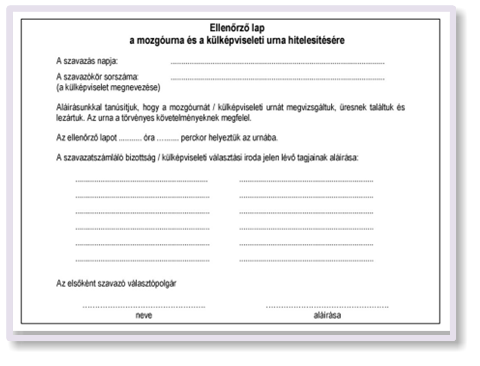 Ellenőrző lap
a mozgóurna és a külképviseleti urna hitelesítésére
A szavazás napja: ..........................................................................................
A szavazókör sorszáma: ..........................................................................................
(a külképviselet megnevezése)
Aláírásunkkal tanúsítjuk, hogy a mozgóurnát / külképviseleti urnát megvizsgáltuk, üresnek találtuk és
lezártuk. Az urna a törvényes követelményeknek megfelel.
Az ellenőrző lapot .......... óra .......... perckor helyeztük az urnába.
A szavazatszámláló bizottság / külképviseleti választási iroda jelen lévő tagjainak aláírása:
........................................................ ........................................................
........................................................ ........................................................
........................................................ ........................................................
........................................................ ........................................................
........................................................ ........................................................
........................................................ ........................................................
Az elsőként szavazó választópolgár
............................................ ............................................
neve aláírása